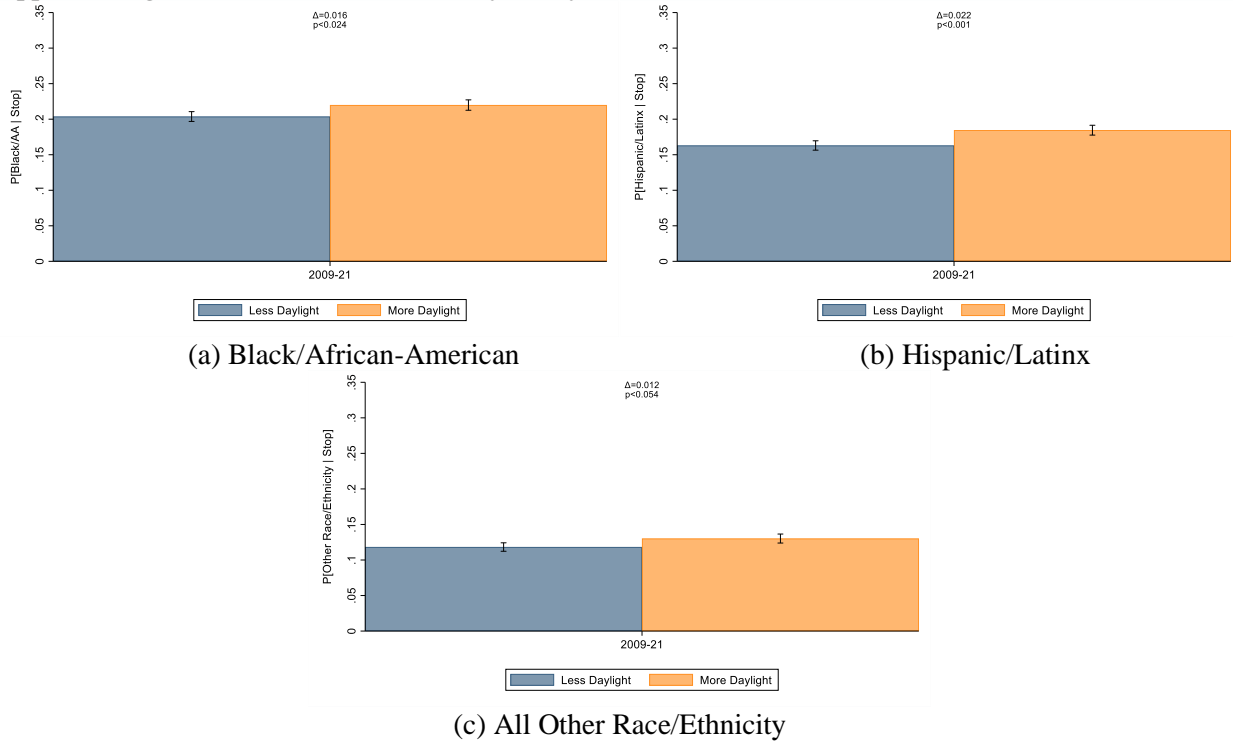 Δ=0.016
p<0.024
P[Black/AA | Stop]
.35
.3
.25
.2
.15
.1
.05
0
2009-21
Less Daylight More Daylight
(a) Black/African-American
Δ=0.022
p<0.001
P[Hispanic/Latinx | Stop]
.35
.3
.25
.2
.15
.1
.05
0
2009-21
Less Daylight More Daylight
(b) Hispanic/Latinx
Δ=0.012
p<0.054
P[Other Race/Ethnicity | Stop]
.35
.3
.25
.2
.15
.1
.05
0
2009-21
Less Daylight More Daylight
(c) All Other Race/Ethnicity